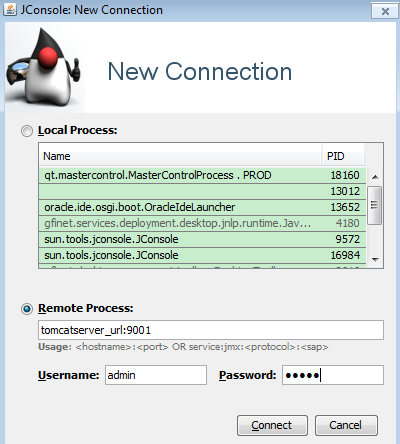 JConsole: New Connection
New Connection
Local Process:
Name PID
qt.mastercontrol.MasterControlProcess . PROD 18160
13012
oracle.ide.osgi.boot.OracleIdeLauncher 13652
gfinet.services.deployment.desktop.jnlp.runtime.Jav... 4180
sun.tools.jconsole.JConsole 9572
sun.tools.jconsole.JConsole 16984
Remote Process:
tomcatserver_url:9001
Usage: <hostname>:<port> OR service:jmx:<protocol>:<sap>
Username: admin Password: •••••
Connect Cancel